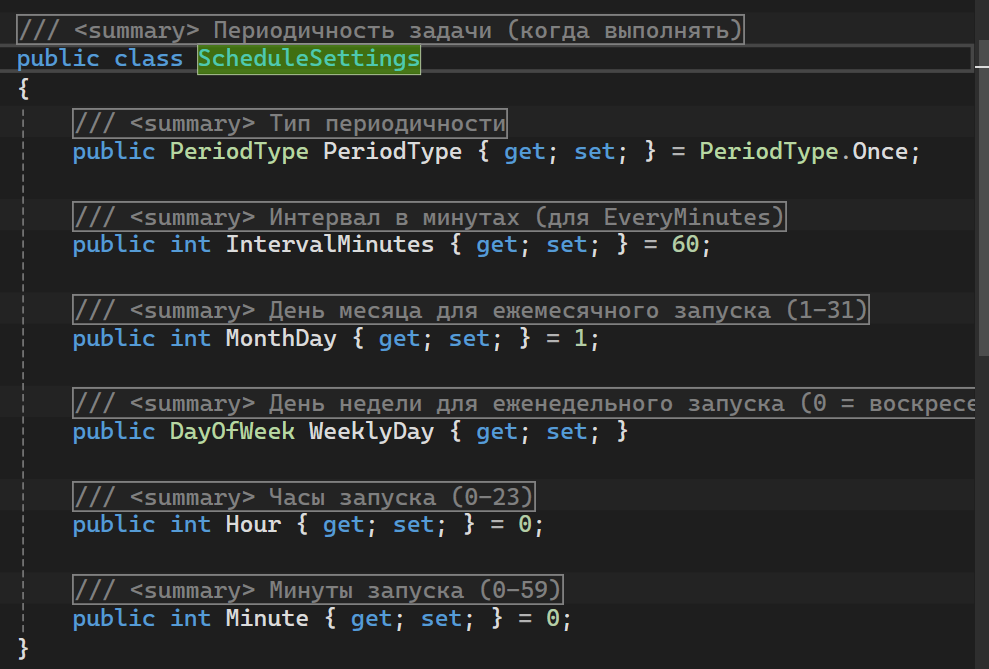 /// <summary> Периодичность задачи (когда выполнять)
public class ScheduleSettings
{
/// <summary> Тип периодичности
public PeriodType PeriodType { get; set; } = PeriodType.Once;
/// <summary> Интервал в минутах (для EveryMinutes)
public int IntervalMinutes { get; set; } = 60;
/// <summary> День месяца для ежемесячного запуска (1-31)
public int MonthDay { get; set; } = 1;
/// <summary> День недели для еженедельного запуска (0 =
public DayOfWeek WeeklyDay { get; set; }
/// <summary> Часы запуска (0-23)
public int Hour { get; set; } = 0;
/// <summary> Минуты запуска (0-59)
public int Minute { get; set; } = 0;
}